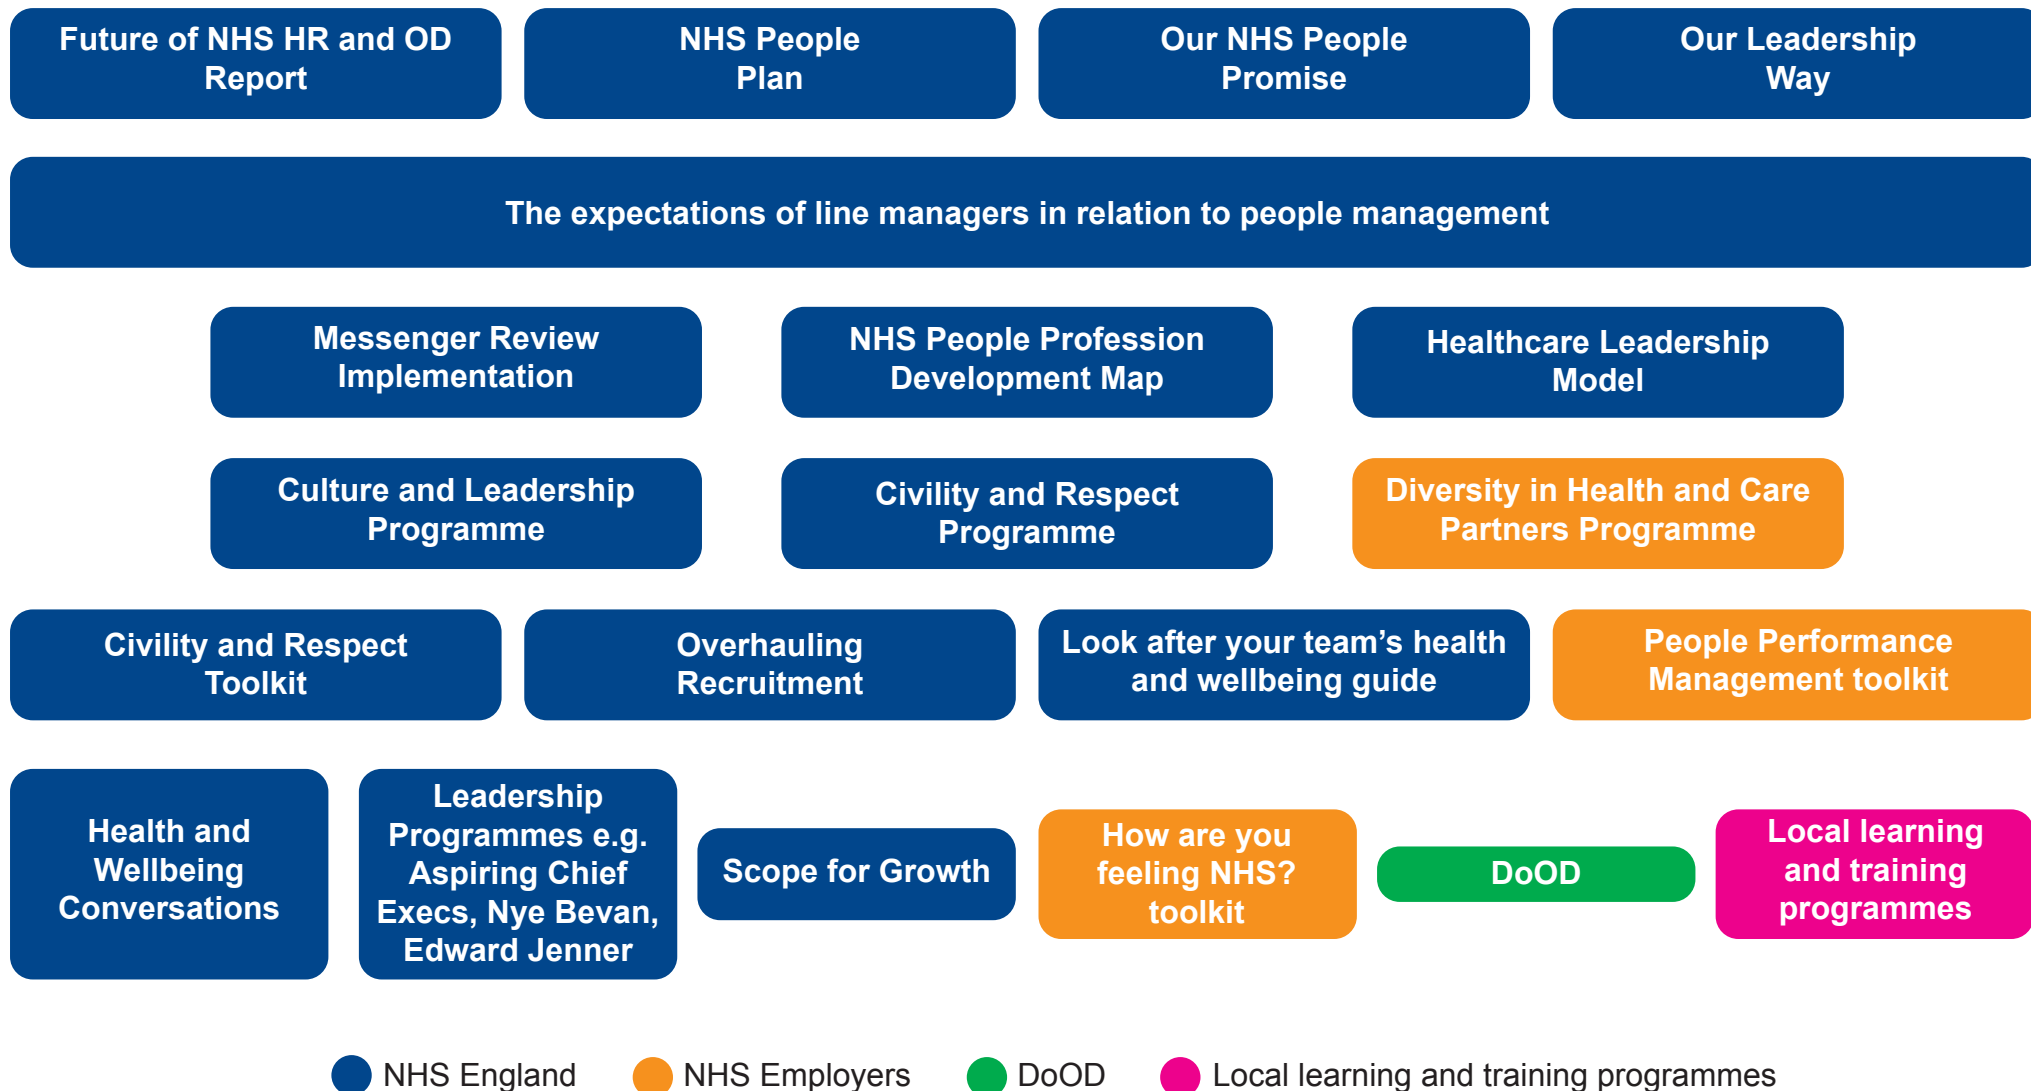 Future of NHS HR and OD
Report
NHS People
Plan
Our NHS People
Promise
Our Leadership
Way
The expectations of line managers in relation to people management
Messenger Review
Implementation
NHS People Profession
Development Map
Healthcare Leadership
Model
Culture and Leadership
Programme
Civility and Respect
Programme
Diversity in Health and Care
Partners Programme
Civility and Respect
Toolkit
Overhauling
Recruitment
Look after your team’s health
and wellbeing guide
People Performance
Management toolkit
Health and
Wellbeing
Conversations
Leadership
Programmes e.g.
Aspiring Chief
Execs, Nye Bevan,
Edward Jenner
Scope for Growth
How are you
feeling NHS?
toolkit
DoOD
Local learning
and training
programmes
NHS England
NHS Employers
DoOD
Local learning and training programmes